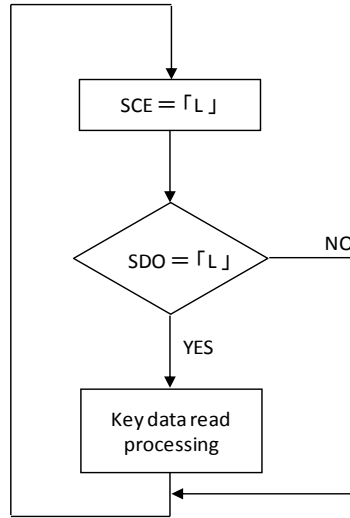 SCE＝「L」
SDO＝「L」
NO
YES
Key data read
processing